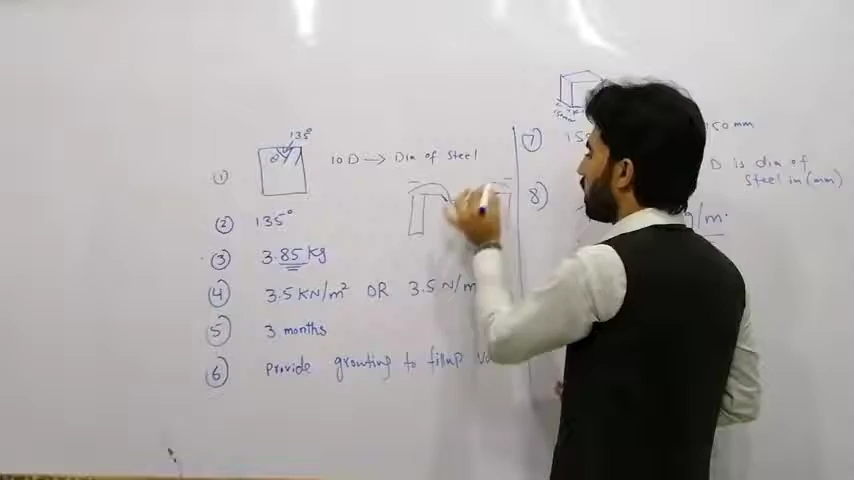 135°
① 10 D → Dia of Steel
② 135°
③ 3.85 kg
④ 3.5 KN/m² OR 3.5 N/m
⑤ 3 months
⑥ Provide grouting to fillup
⑦ 15 150 mm
D is dia of
steel in (mm)
8) g/m.